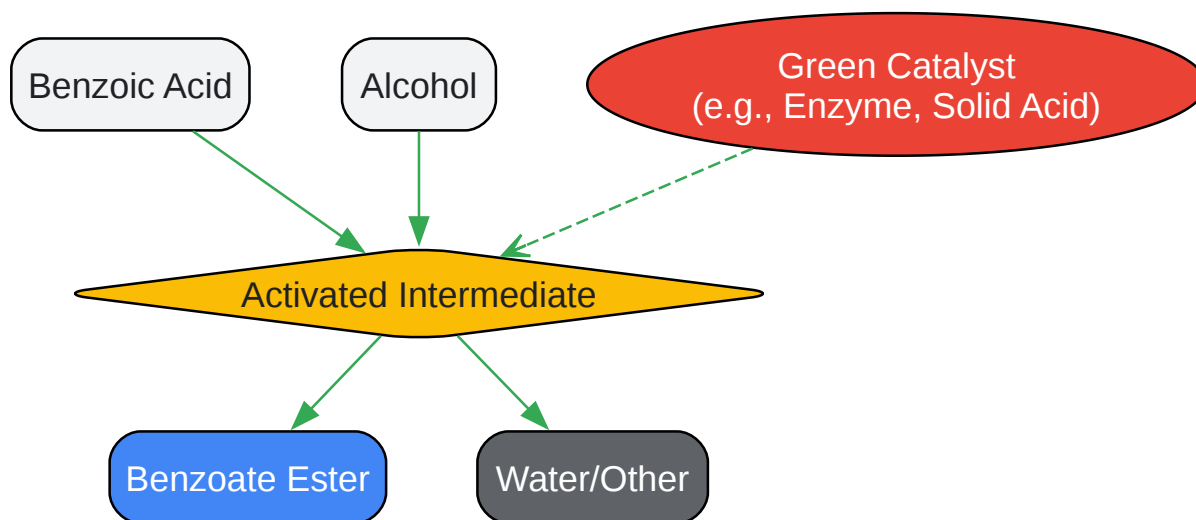 Benzoic Acid
Alcohol
Green Catalyst
(e.g., Enzyme, Solid Acid)
Activated Intermediate
Benzoate Ester
Water/Other